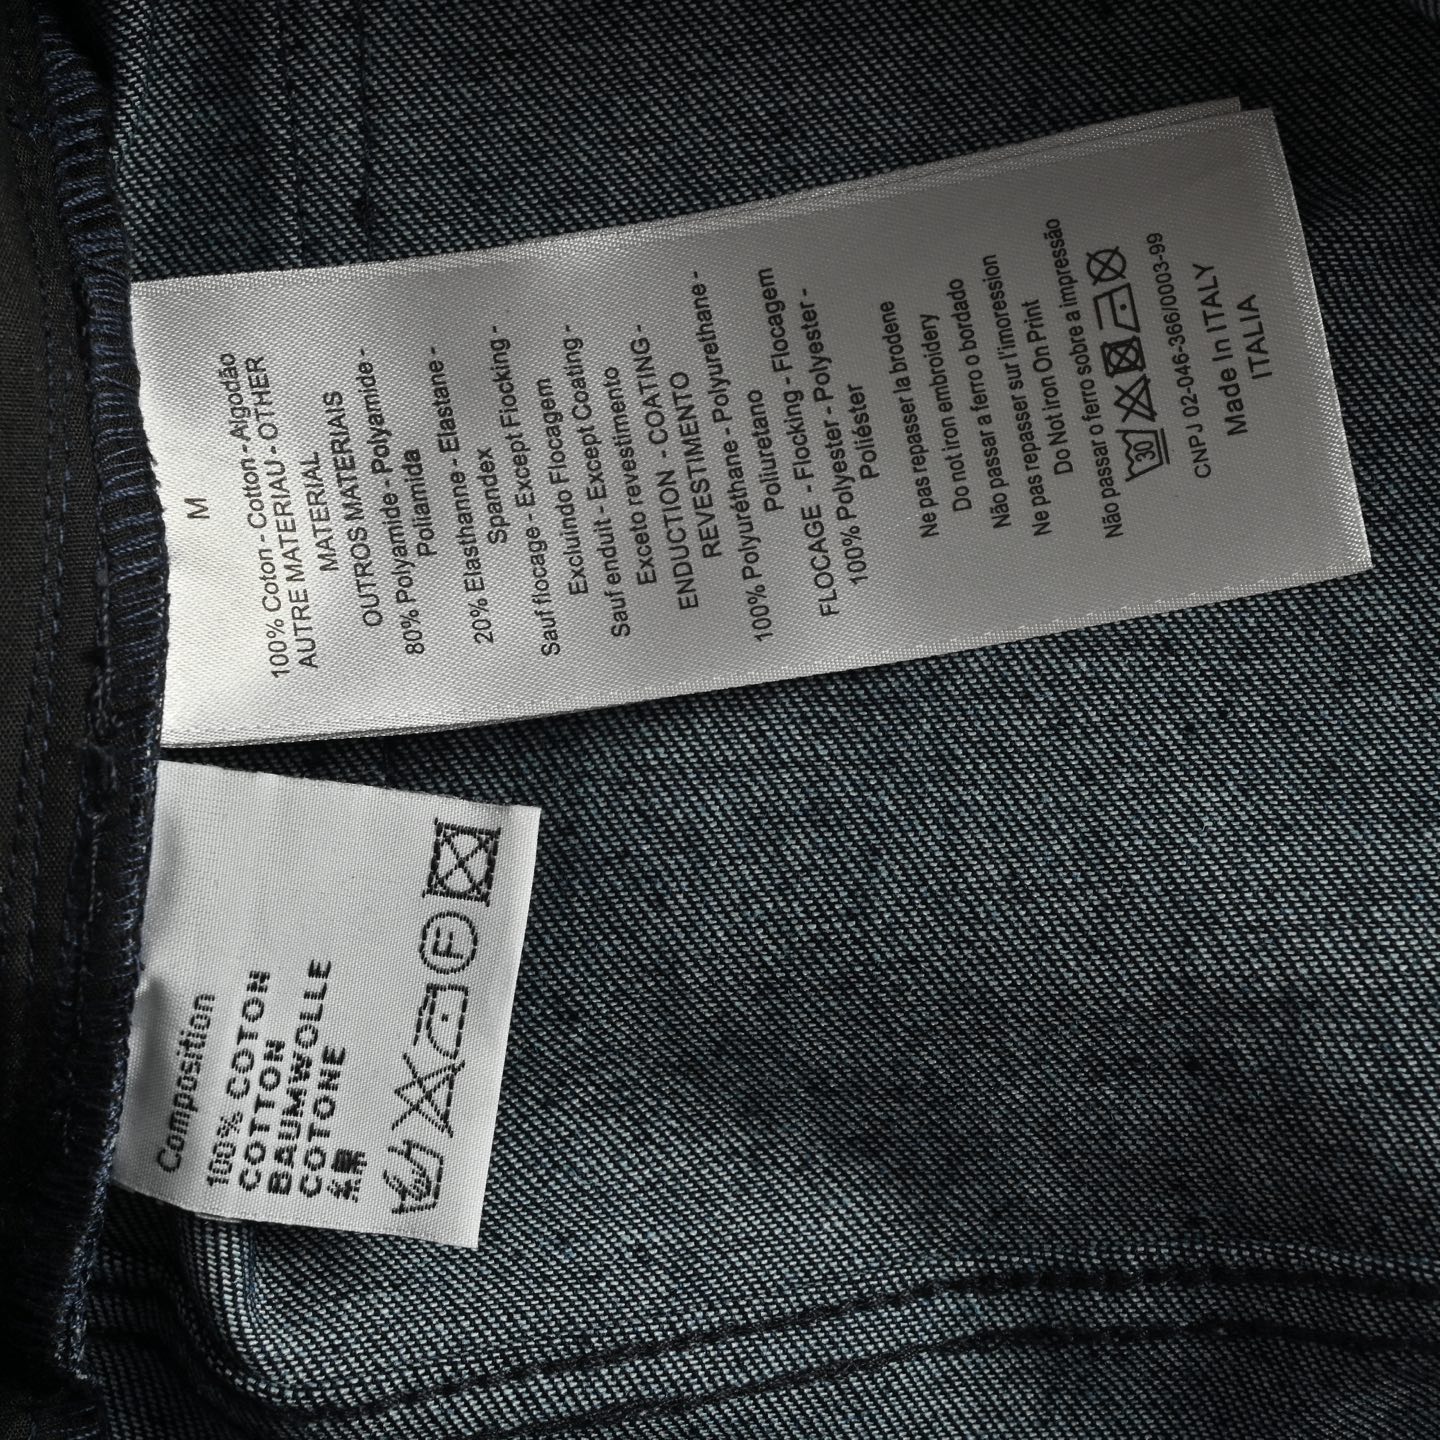 M
100% Coton - Cotton - Algodão
AUTRE MATERIAU - OTHER
MATERIAL
OUTROS MATERIAIS
80% Polyamide - Polyamide -
Poliamida
20% Elasthanne - Elastane -
Spandex
Sauf flocage - Except Flocking -
Excluindo Flocagem
Sauf enduit - Except Coating -
Exceto revestimento
ENDUCTION - COATING -
REVESTIMENTO
100% Polyuréthane - Polyurethane -
Poliuretano
FLOCAGE - Flocking - Flocagem
100% Polyester - Polyester -
Poliéster
Ne pas repasser la brodene
Do not iron embroidery
Não passar a ferro o bordado
Ne pas repasser sur l'imoression
Do Not iron On Print
Não passar o ferro sobre a impressão
30
CNPJ 02-046-366/0003-99
Made In ITALY
ITALIA
Composition
100% COTON
COTTON
BAUMWOLLE
COTONE
綿
F